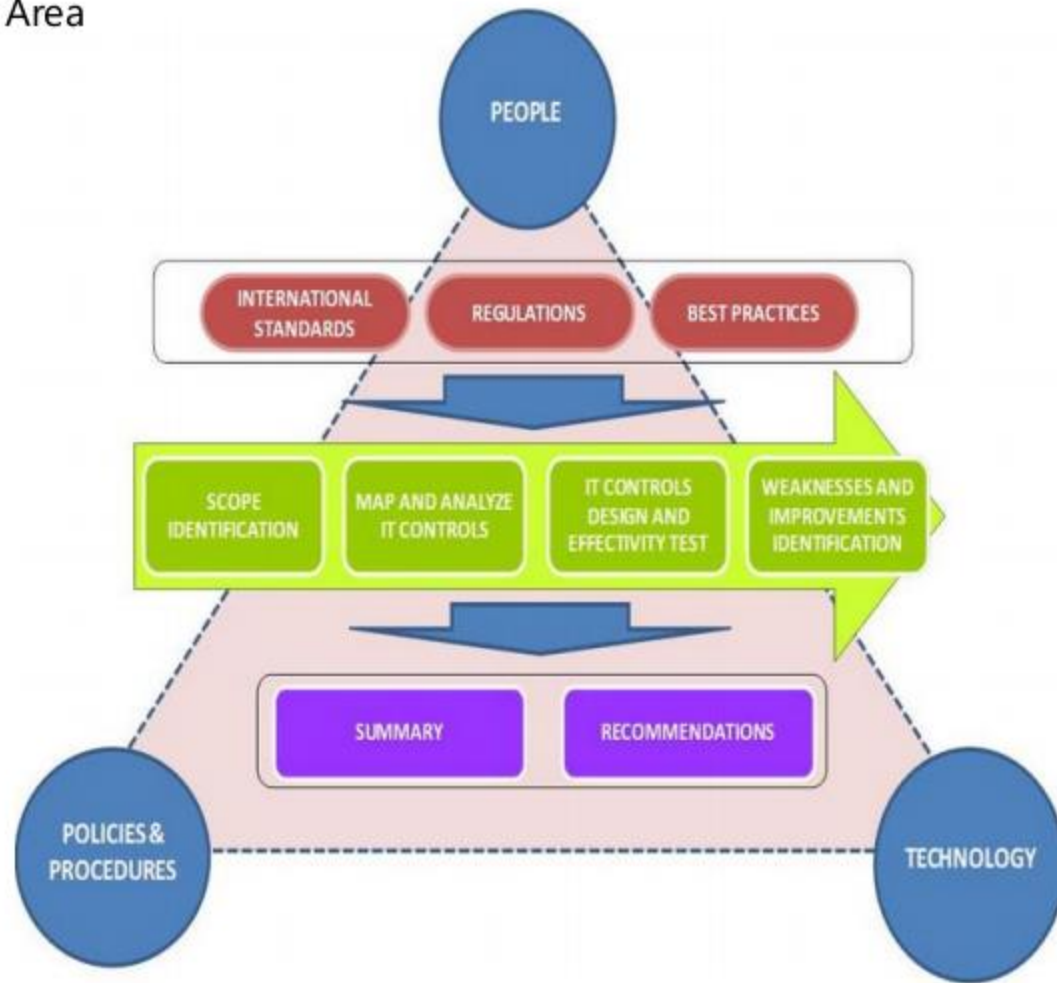 Area
PEOPLE
INTERNATIONAL
STANDARDS
REGULATIONS
BEST PRACTICES
SCOPE
IDENTIFICATION
MAP AND ANALYZE
IT CONTROLS
IT CONTROLS
DESIGN AND
EFFECTIVITY TEST
WEAKNESSES AND
IMPROVEMENTS
IDENTIFICATION
SUMMARY
RECOMMENDATIONS
POLICIES &
PROCEDURES
TECHNOLOGY